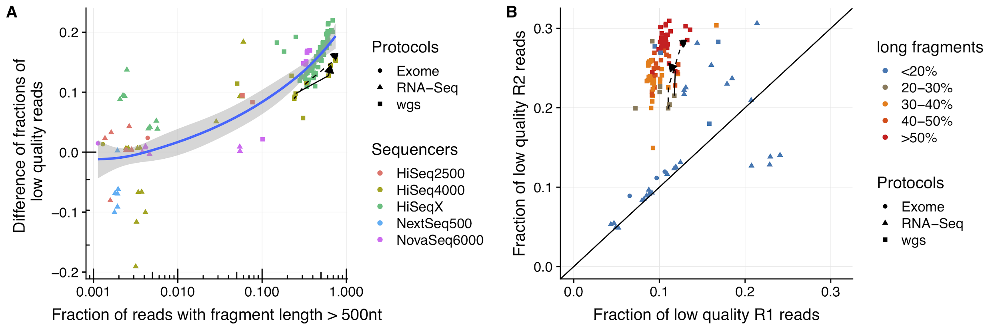 A
Difference of fractions of
low quality reads
0.2
0.1
0.0
−0.1
−0.2
0.001
0.010
0.100
1.000
Fraction of reads with fragment length > 500nt
Protocols
Exome
RNA−Seq
wgs
Sequencers
HiSeq2500
HiSeq4000
HiSeqX
NextSeq500
NovaSeq6000
B
Fraction of low quality R2 reads
0.3
0.2
0.1
0.0
0.0
0.1
0.2
0.3
Fraction of low quality R1 reads
long fragments
<20%
20−30%
30−40%
40−50%
>50%
Protocols
Exome
RNA−Seq
wgs